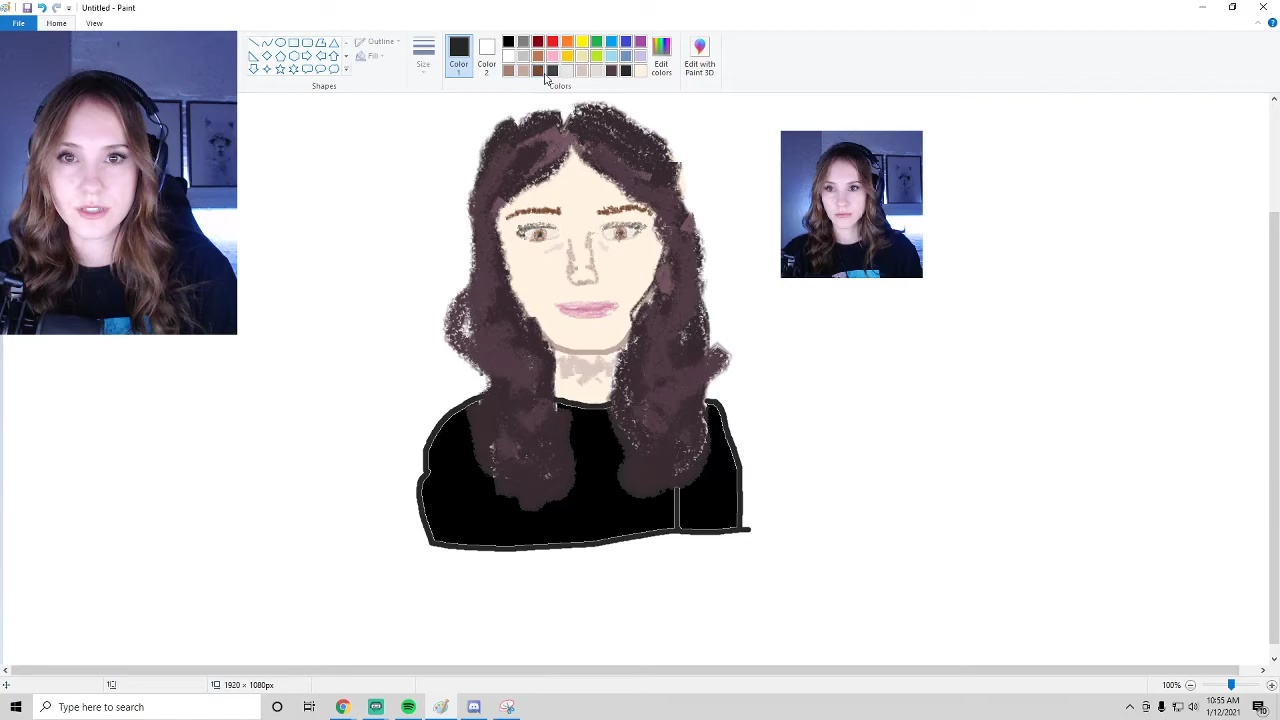 Untitled - Paint
File Home View
Outline
Fill
Shapes
Size
Color 1
Color 2
Edit colors
Edit with Paint 3D
Colors
1920 × 1080px
100%
Type here to search
10:55 AM
1/12/2021